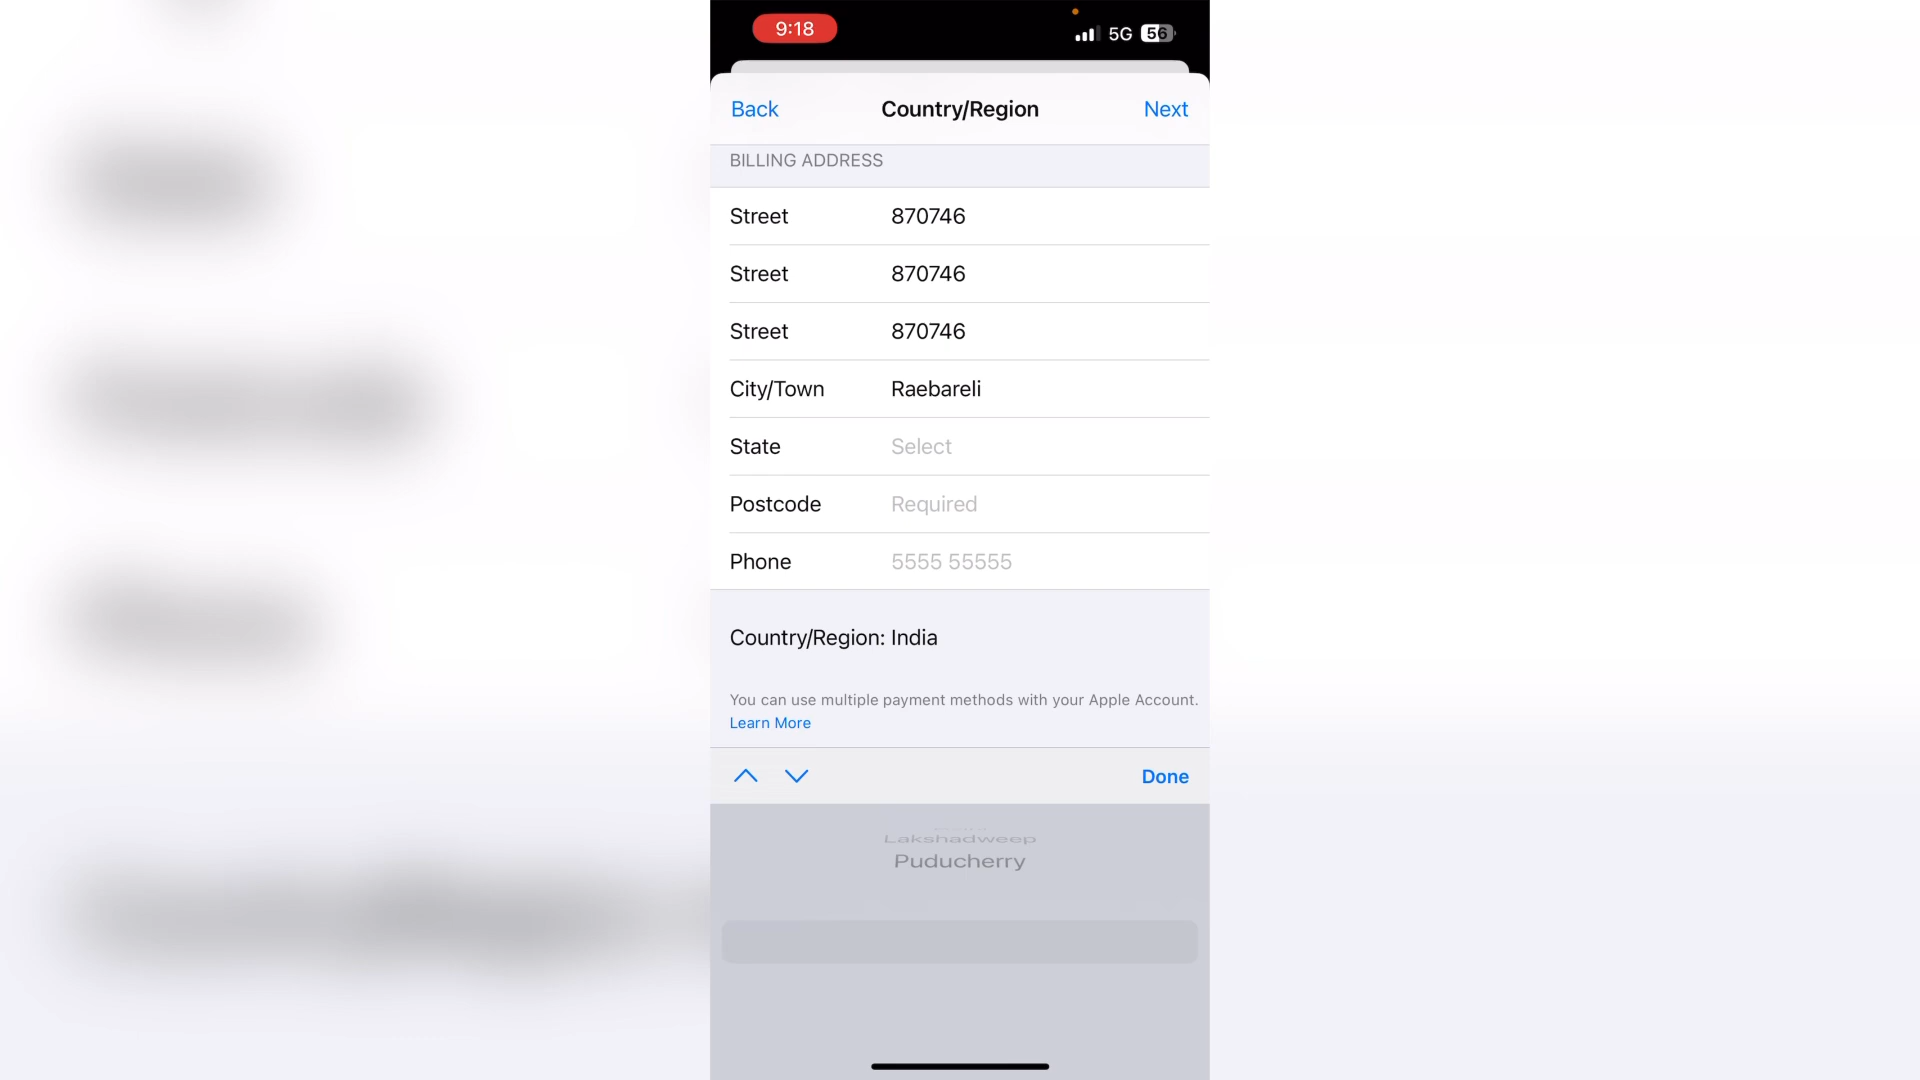 9:18 5G 56
Back Country/Region Next
BILLING ADDRESS
Street 870746
Street 870746
Street 870746
City/Town Raebareli
State Select
Postcode Required
Phone 5555 55555
Country/Region: India
You can use multiple payment methods with your Apple Account.
Learn More
Done
Lakshadweep
Puducherry